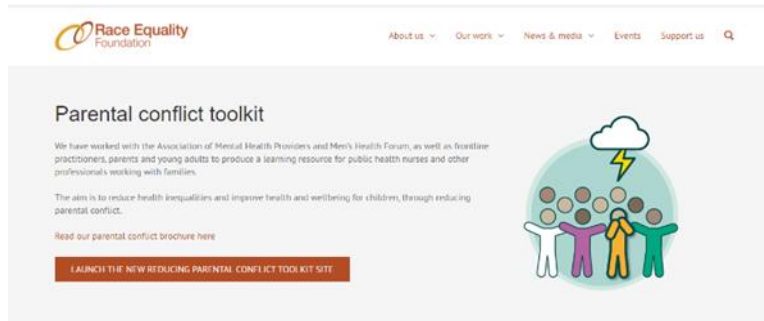 Race Equality
Foundation
About us
Our work
News & media
Events
Support us
Parental conflict toolkit
We have worked with the Association of Mental Health Providers and Men's Health Forum, as well as frontline
practitioners, parents and young adults to produce a learning resource for public health nurses and other
professionals working with families.
The aim is to reduce health inequalities and improve health and wellbeing for children, through reducing
parental conflict.
Read our parental conflict brochure here
LAUNCH THE NEW REDUCING PARENTAL CONFLICT TOOLKIT SITE